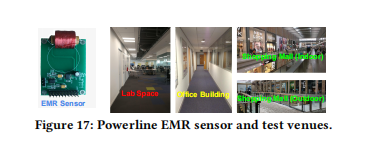 Shopping Mall (Indoor)
Lab Space
Office Building
Shopping Mall (Outdoor)
EMR Sensor
Figure 17: Powerline EMR sensor and test venues.